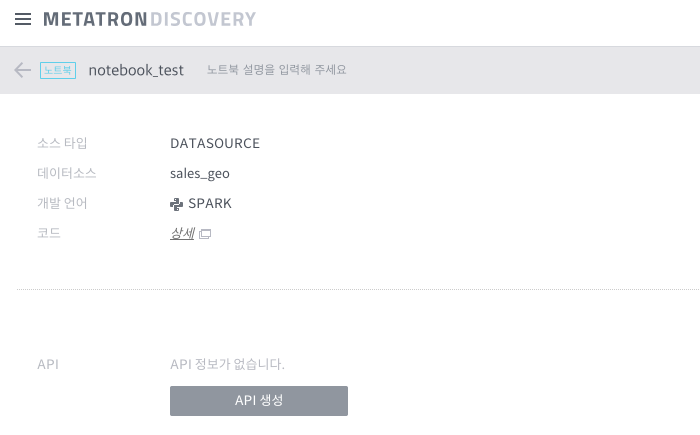 METATRONDISCOVERY
노트북 notebook_test 노트북 설명을 입력해 주세요
소스 타입 DATASOURCE
데이터소스 sales_geo
개발 언어 SPARK
코드 상세
API API 정보가 없습니다.
API 생성